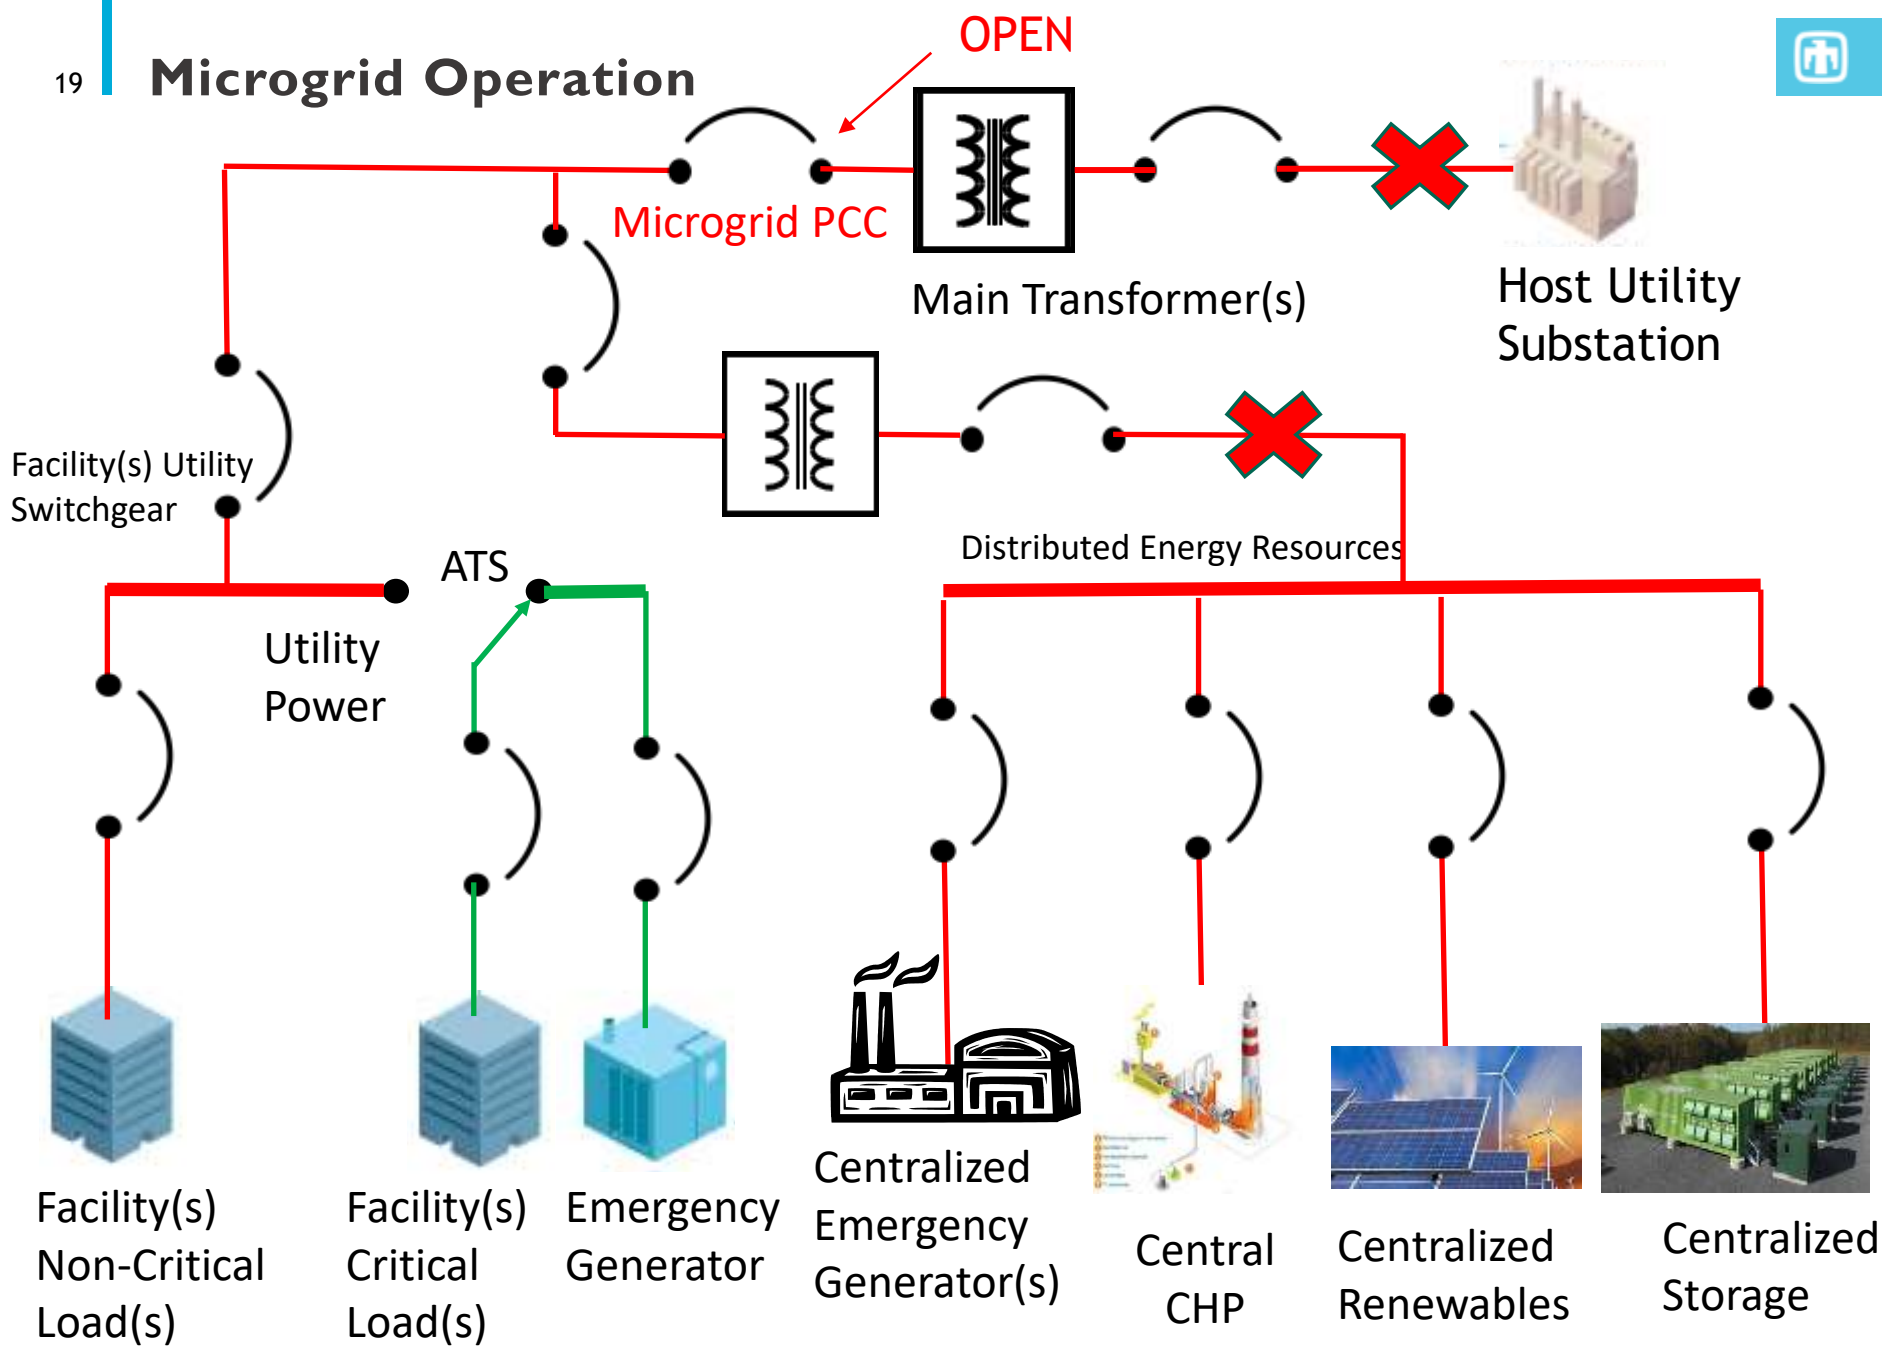 19
Microgrid Operation
OPEN
Microgrid PCC
Main Transformer(s)
Host Utility
Substation
Facility(s) Utility
Switchgear
ATS
Distributed Energy Resources
Utility
Power
Facility(s)
Non-Critical
Load(s)
Facility(s)
Critical
Load(s)
Emergency
Generator
Centralized
Emergency
Generator(s)
Central
CHP
Centralized
Renewables
Centralized
Storage